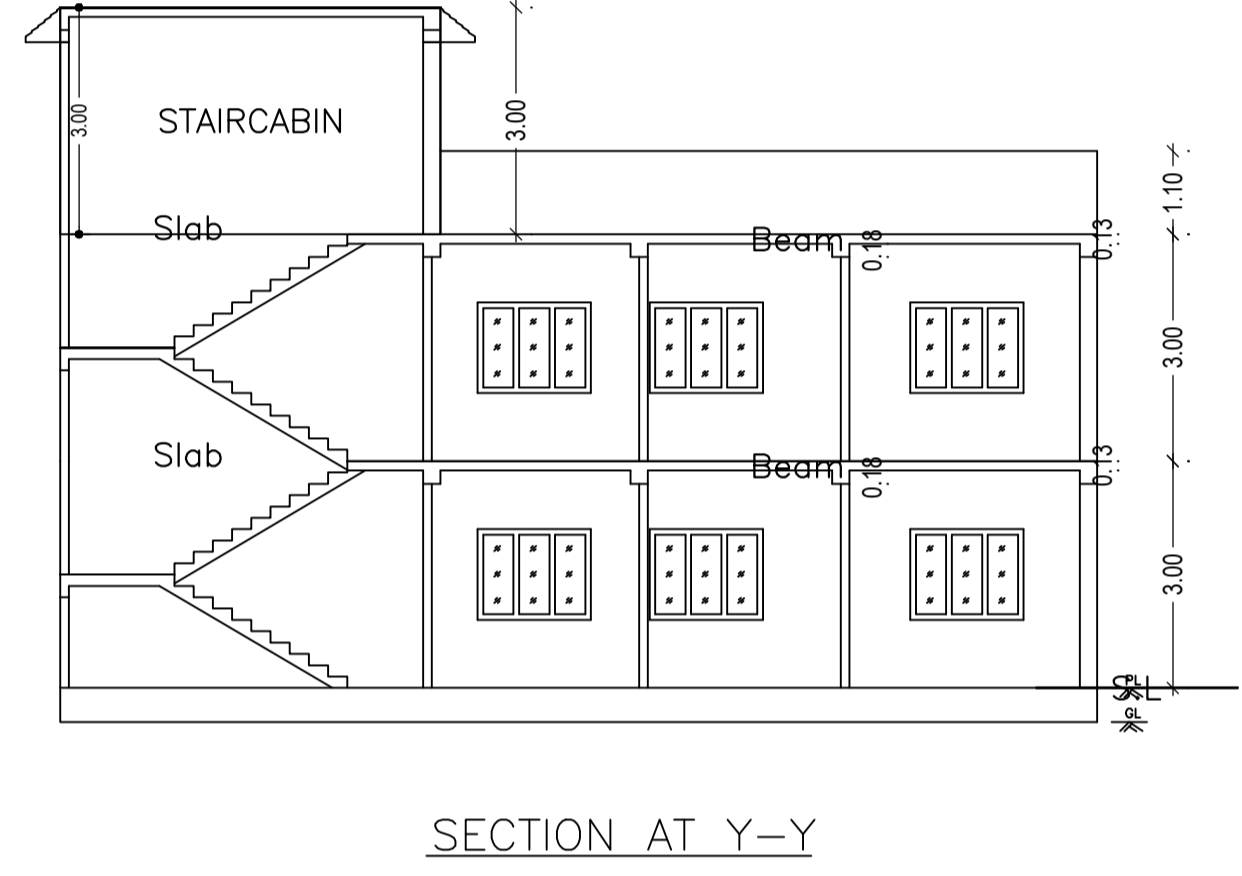 3.00
STAIRCABIN
3.00
1.10
Slab
Beam
0.18
0.13
3.00
Slab
Beam
0.18
0.13
3.00
PL
GL
SECTION AT Y-Y